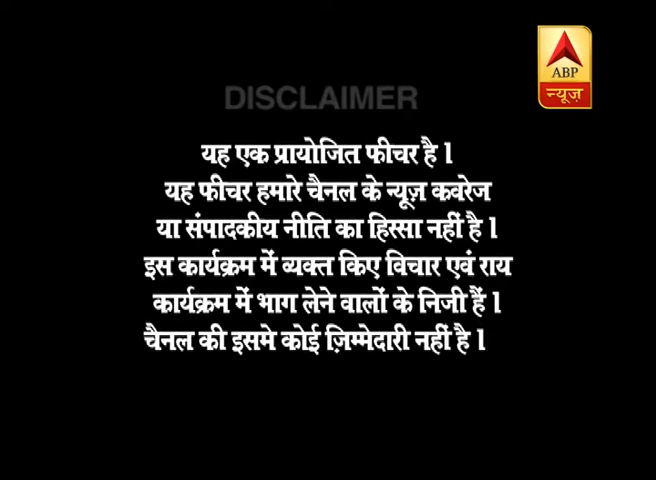 ABP
न्यूज़
DISCLAIMER
यह एक प्रायोजित फीचर है l
यह फीचर हमारे चैनल के न्यूज़ कवरेज
या संपादकीय नीति का हिस्सा नहीं है l
इस कार्यक्रम में व्यक्त किए विचार एवं राय
कार्यक्रम में भाग लेने वालों के निजी हैं l
चैनल की इसमे कोई ज़िम्मेदारी नहीं है l